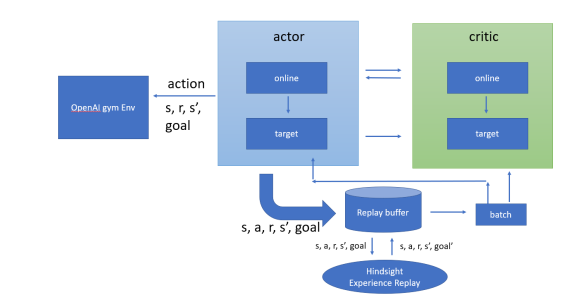 actor
critic
online
online
action
OpenAI gym Env
s, r, s’,
goal
target
target
Replay buffer
batch
s, a, r, s’, goal
s, a, r, s’, goal
s, a, r, s’, goal’
Hindsight
Experience Replay